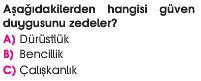 Aşağıdakilerden hangisi güven
duygusunu zedeler?
A) Dürüstlük
B) Bencillik
C) Çalışkanlık